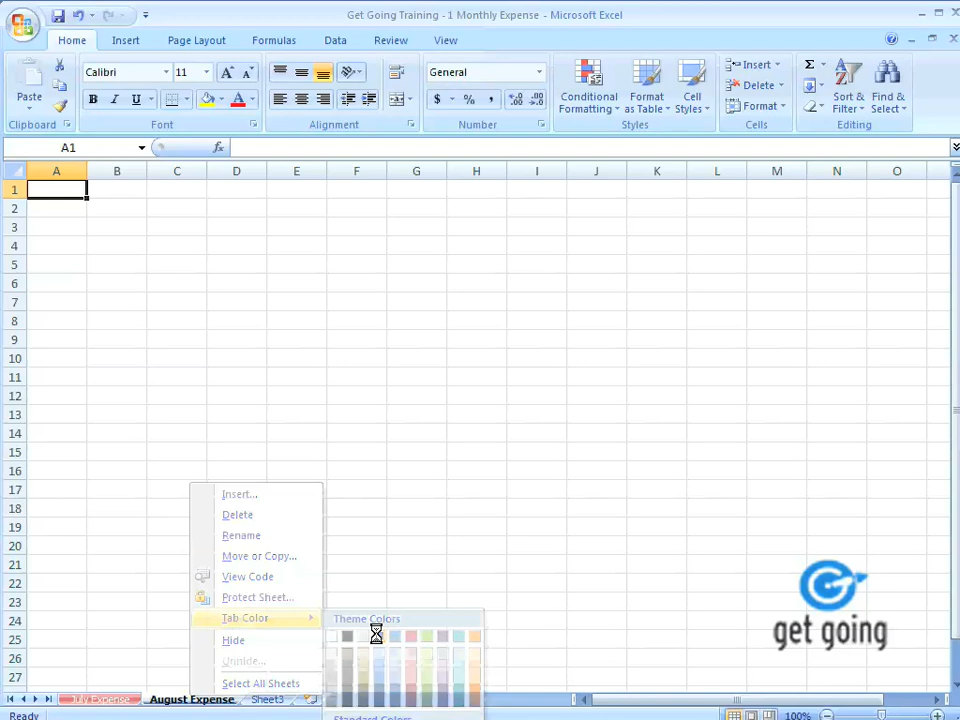 Get Going Training - 1 Monthly Expense - Microsoft Excel
Home Insert Page Layout Formulas Data Review View
Calibri 11 General
Paste
B I U A $ % ,
Conditional Formatting
Format as Table
Cell Styles
Insert
Delete
Format
Σ
Sort & Filter
Find & Select
Clipboard Font Alignment Number Styles Cells Editing
A1 fx
A B C D E F G H I J K L M N O
1
2
3
4
5
6
7
8
9
10
11
12
13
14
15
16
17
18
19
20
21
22
23
24
25
26
27
Insert...
Delete
Rename
Move or Copy...
View Code
Protect Sheet...
Tab Color
Hide
Unhide...
Select All Sheets
Theme Colors
Standard Colors
get going
July Expense August Expense Sheet3
Ready 100%